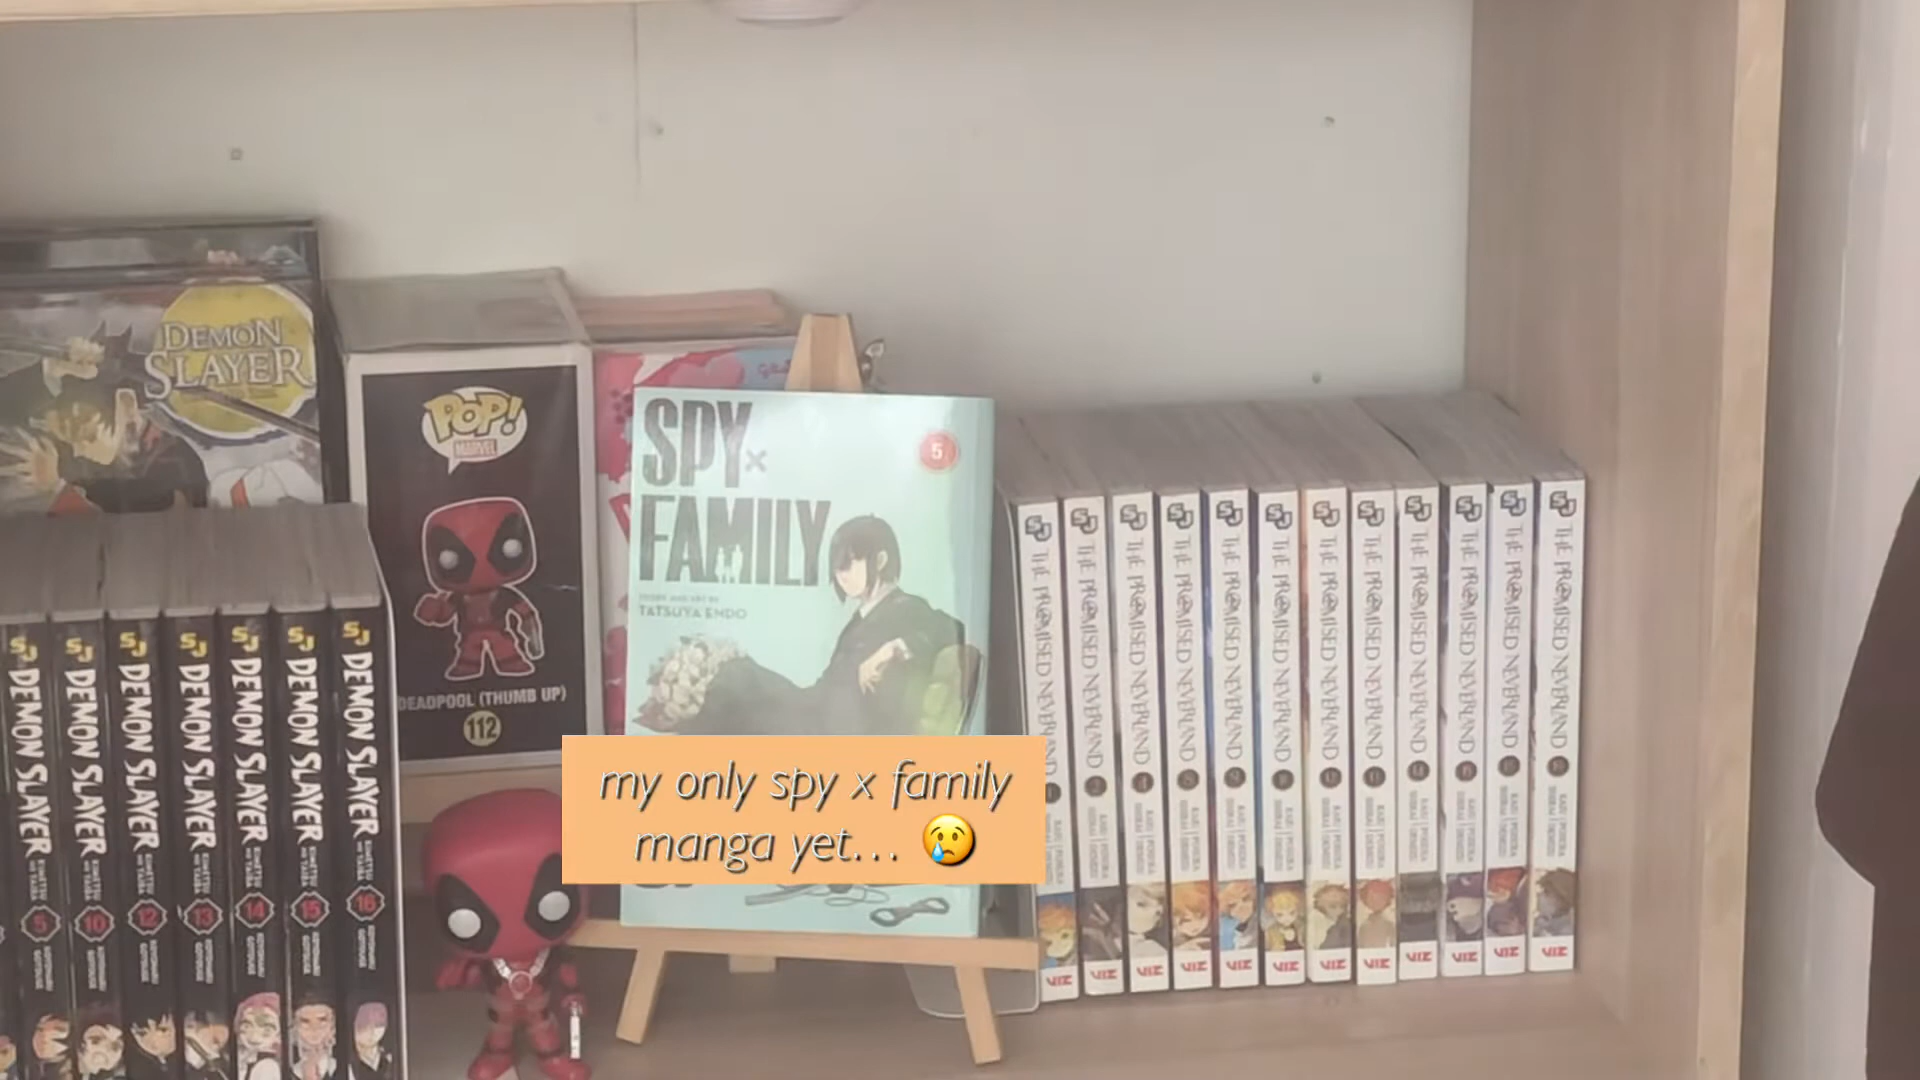 DEMON
SLAYER
POP!
MARVEL
DEADPOOL (THUMB UP)
112
SPY×
FAMILY
5
STORY AND ART BY
TATSUYA ENDO
my only spy x family
manga yet... 😢
SJ DEMON SLAYER 5
SJ DEMON SLAYER 10
SJ DEMON SLAYER 12
SJ DEMON SLAYER 13
SJ DEMON SLAYER 14
SJ DEMON SLAYER 15
SJ DEMON SLAYER 16
SJ THE PROMISED NEVERLAND 1 VIZ
SJ THE PROMISED NEVERLAND VIZ
SJ THE PROMISED NEVERLAND VIZ
SJ THE PROMISED NEVERLAND VIZ
SJ THE PROMISED NEVERLAND VIZ
SJ THE PROMISED NEVERLAND VIZ
SJ THE PROMISED NEVERLAND VIZ
SJ THE PROMISED NEVERLAND VIZ
SJ THE PROMISED NEVERLAND VIZ
SJ THE PROMISED NEVERLAND VIZ
SJ THE PROMISED NEVERLAND VIZ
SJ THE PROMISED NEVERLAND VIZ